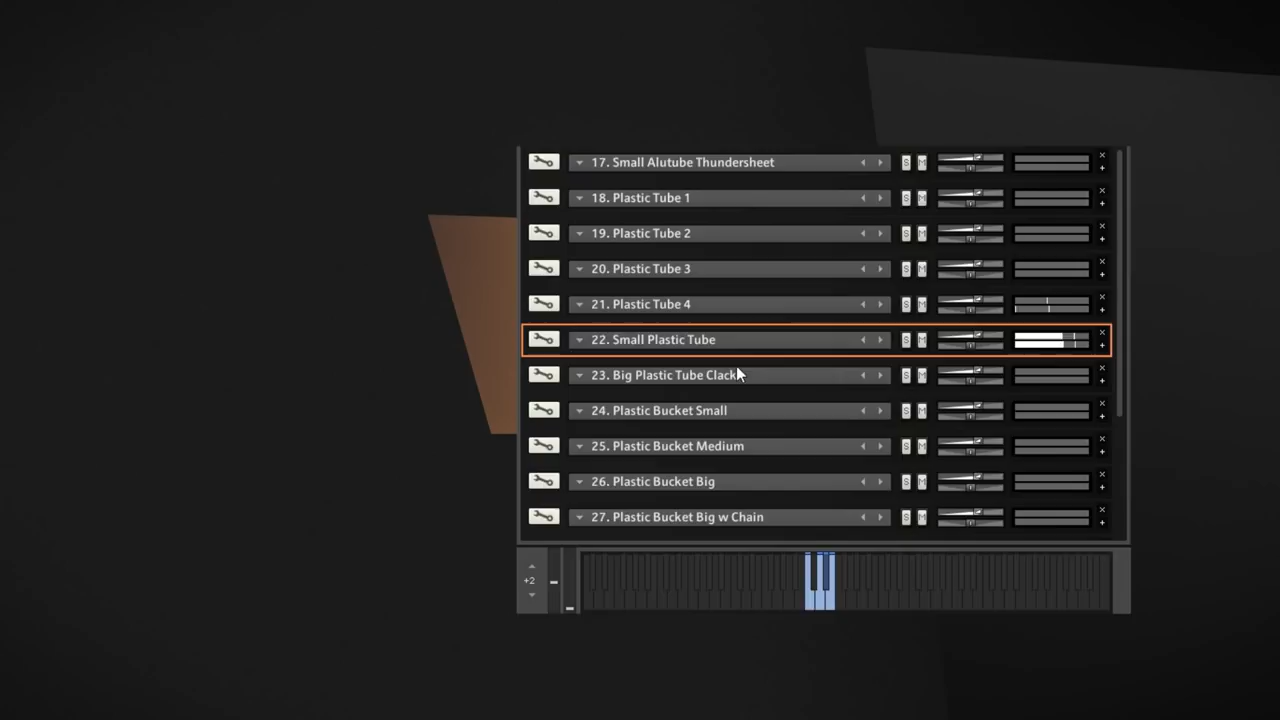 17. Small Alutube Thundersheet S M
18. Plastic Tube 1 S M
19. Plastic Tube 2 S M
20. Plastic Tube 3 S M
21. Plastic Tube 4 S M
22. Small Plastic Tube S M
23. Big Plastic Tube Clack S M
24. Plastic Bucket Small S M
25. Plastic Bucket Medium S M
26. Plastic Bucket Big S M
27. Plastic Bucket Big w Chain S M
+2